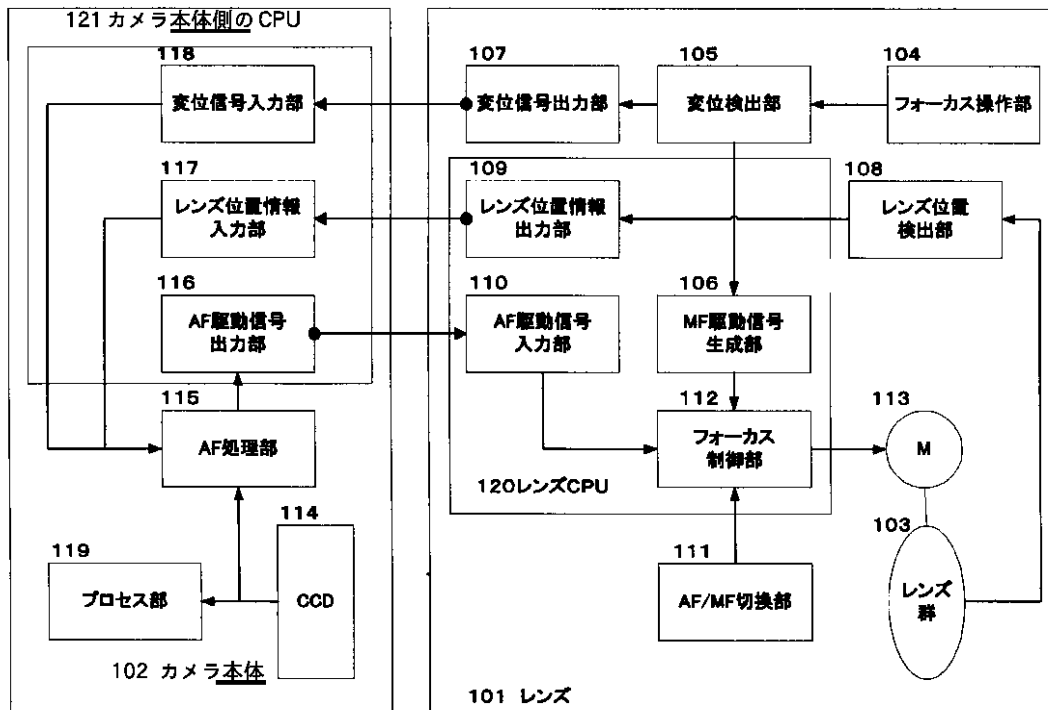 121 カメラ本体側の CPU
118
変位信号入力部
107
変位信号出力部
105
変位検出部
104
フォーカス操作部
117
レンズ位置情報
入力部
109
レンズ位置情報
出力部
108
レンズ位置
検出部
116
AF駆動信号
出力部
110
AF駆動信号
入力部
106
MF駆動信号
生成部
115
AF処理部
112
フォーカス
制御部
113
M
120レンズCPU
114
CCD
103
レンズ
群
119
プロセス部
111
AF/MF切換部
102 カメラ本体
101 レンズ